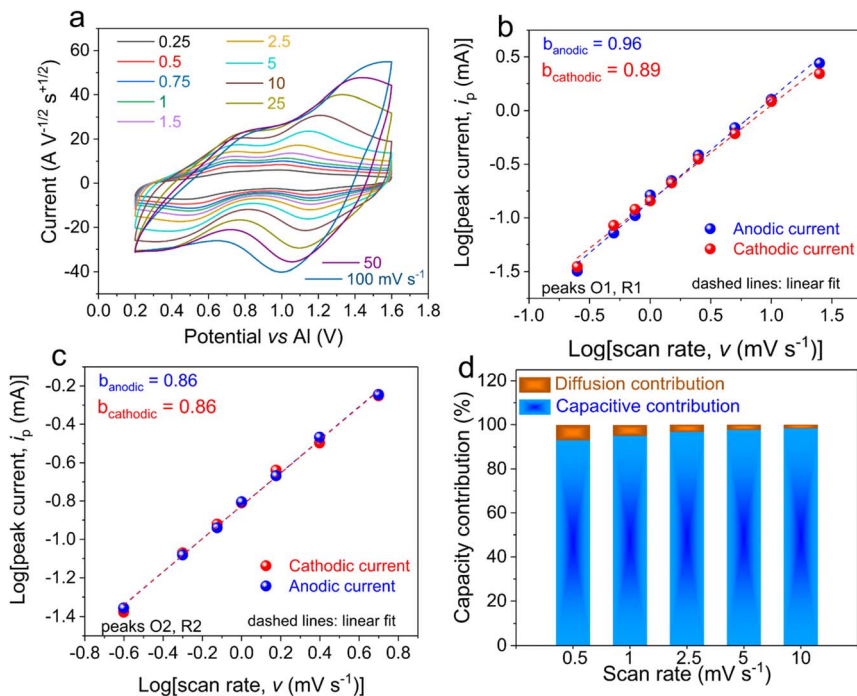 a
0.25
0.5
0.75
1
1.5
2.5
5
10
25
50
100 mV s⁻¹
Current (A V⁻¹/² s⁺¹/²)
60
40
20
0
-20
-40
0.0 0.2 0.4 0.6 0.8 1.0 1.2 1.4 1.6 1.8
Potential vs Al (V)
b
b_anodic = 0.96
b_cathodic = 0.89
Log[peak current, i_p (mA)]
0.5
0.0
-0.5
-1.0
-1.5
Anodic current
Cathodic current
peaks O1, R1
dashed lines: linear fit
-1.0 -0.5 0.0 0.5 1.0 1.5
Log[scan rate, v (mV s⁻¹)]
c
b_anodic = 0.86
b_cathodic = 0.86
Log[peak current, i_p (mA)]
-0.2
-0.4
-0.6
-0.8
-1.0
-1.2
-1.4
Cathodic current
Anodic current
peaks O2, R2
dashed lines: linear fit
-0.8 -0.6 -0.4 -0.2 0.0 0.2 0.4 0.6 0.8
Log[scan rate, v (mV s⁻¹)]
d
Diffusion contribution
Capacitive contribution
Capacity contribution (%)
120
100
80
60
40
20
0
0.5 1 2.5 5 10
Scan rate (mV s⁻¹)